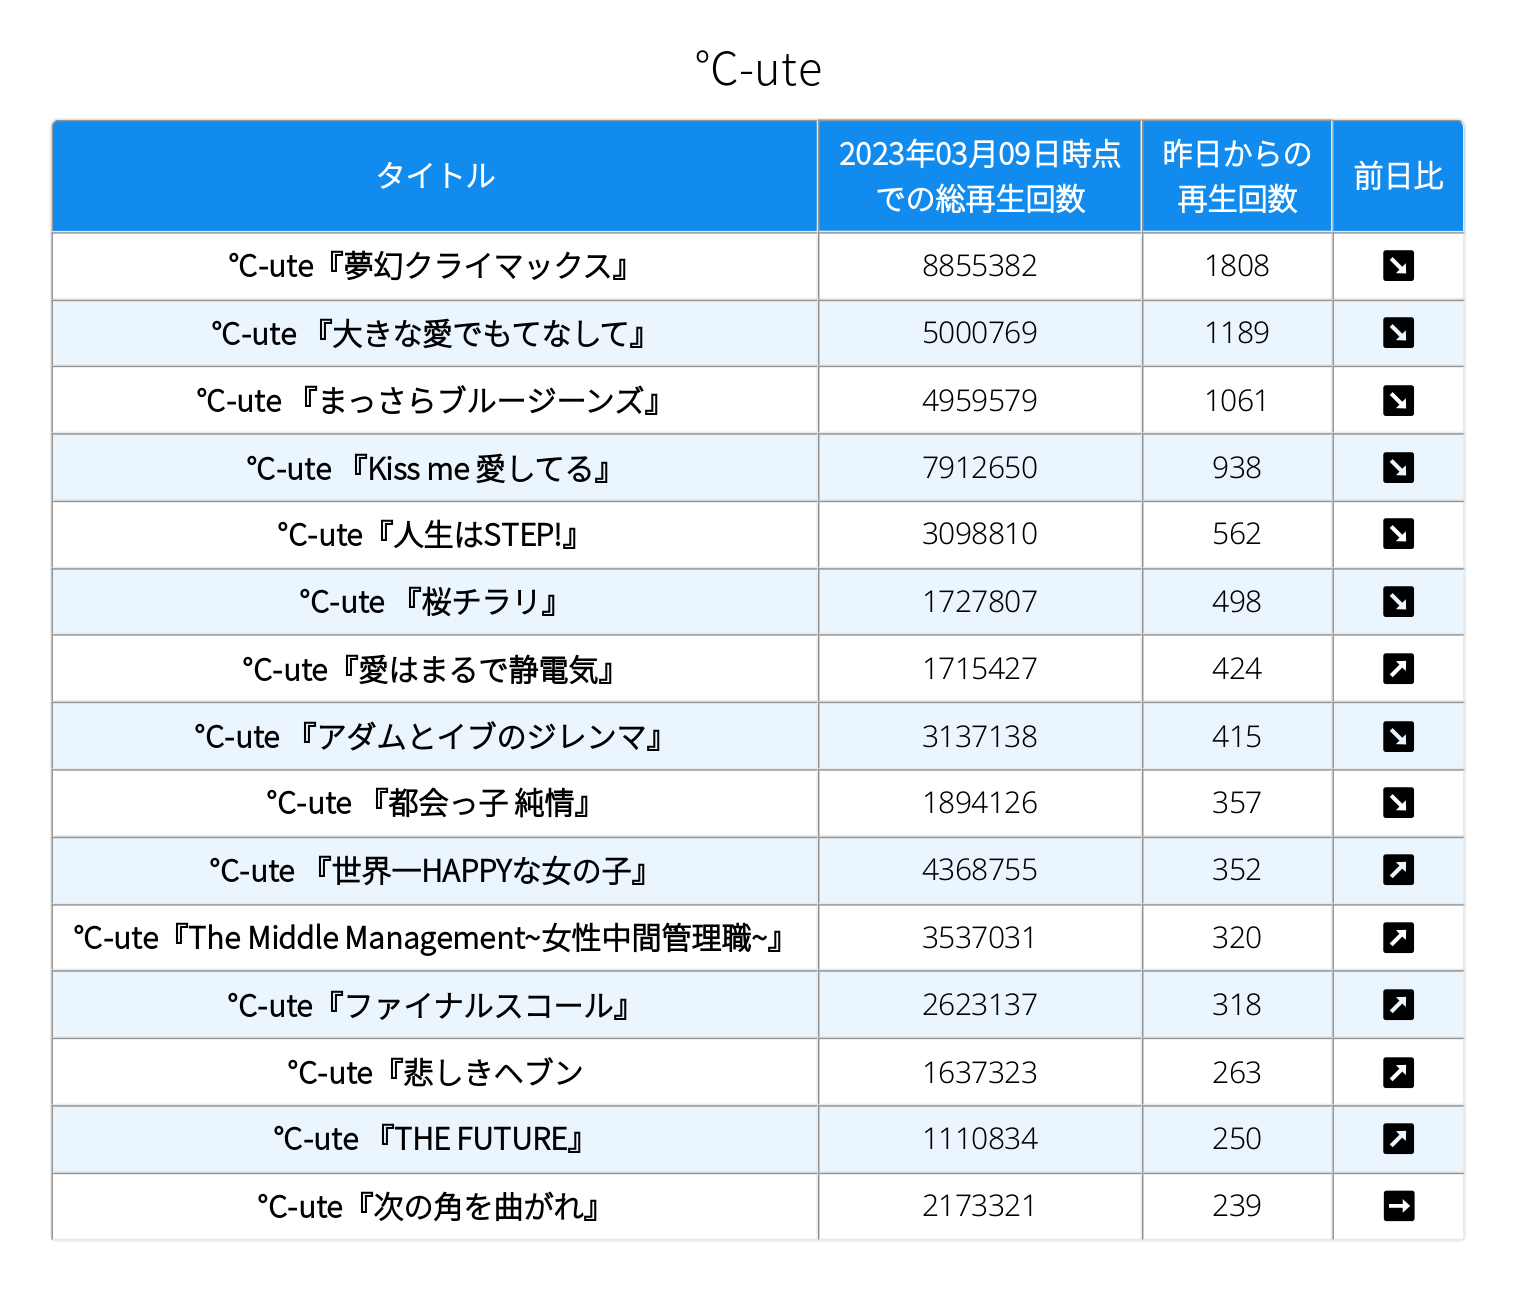 ℃-ute
タイトル
2023年03月09日時点
での総再生回数
昨日からの
再生回数
前日比
℃-ute『夢幻クライマックス』 8855382 1808 ↘
℃-ute 『大きな愛でもてなして』 5000769 1189 ↘
℃-ute 『まっさらブルージーンズ』 4959579 1061 ↘
℃-ute 『Kiss me 愛してる』 7912650 938 ↘
℃-ute『人生はSTEP!』 3098810 562 ↘
℃-ute 『桜チラリ』 1727807 498 ↘
℃-ute『愛はまるで静電気』 1715427 424 ↗
℃-ute 『アダムとイブのジレンマ』 3137138 415 ↘
℃-ute 『都会っ子 純情』 1894126 357 ↘
℃-ute 『世界一HAPPYな女の子』 4368755 352 ↗
℃-ute『The Middle Management~女性中間管理職~』 3537031 320 ↗
℃-ute『ファイナルスコール』 2623137 318 ↗
℃-ute『悲しきヘブン 1637323 263 ↗
℃-ute 『THE FUTURE』 1110834 250 ↗
℃-ute『次の角を曲がれ』 2173321 239 →